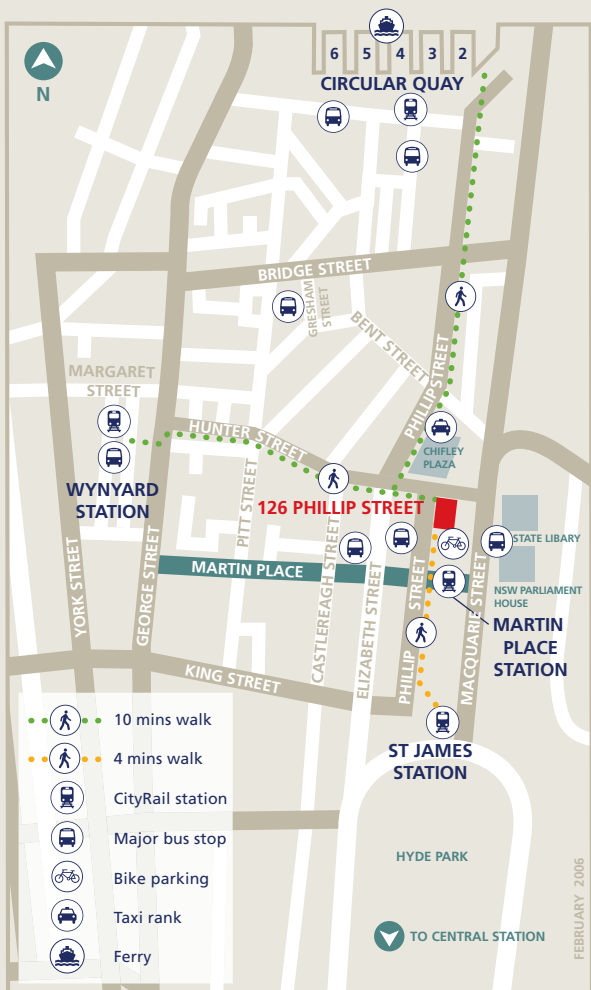 6 5 4 3 2
CIRCULAR QUAY
N
BRIDGE STREET
GRESHAM
STREET
BENT STREET
MARGARET
STREET
PHILLIP STREET
HUNTER STREET
CHIFLEY
PLAZA
WYNYARD
STATION
PITT STREET
126 PHILLIP STREET
STATE LIBARY
MARTIN PLACE
NSW PARLIAMENT
HOUSE
YORK STREET
GEORGE STREET
CASTLEREAGH STREET
ELIZABETH STREET
PHILLIP STREET
MACQUARIE STREET
MARTIN
PLACE
STATION
KING STREET
ST JAMES
STATION
10 mins walk
4 mins walk
CityRail station
Major bus stop
Bike parking
Taxi rank
Ferry
HYDE PARK
TO CENTRAL STATION
FEBRUARY 2006